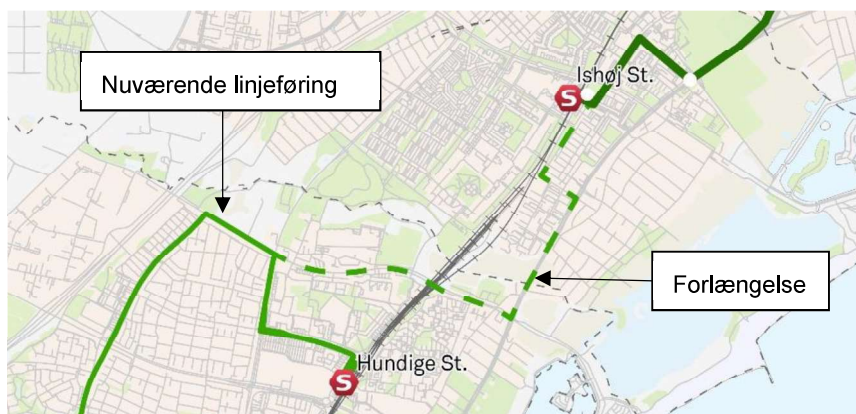 Ishøj St.
S
Nuværende linjeføring
Forlængelse
Hundige St.
S